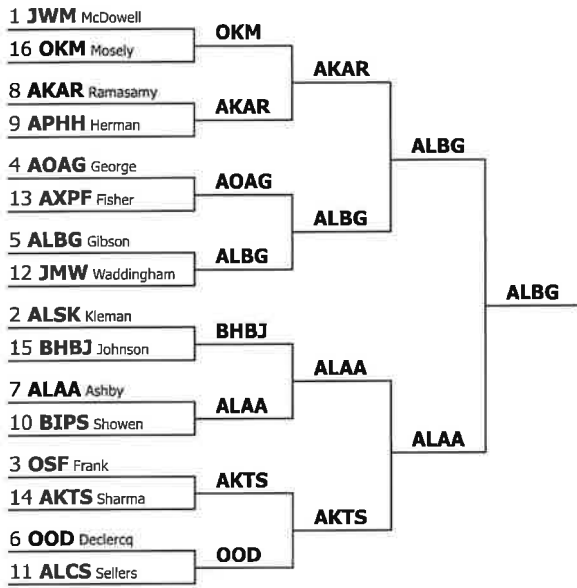 1 JWM McDowell
16 OKM Mosely
8 AKAR Ramasamy
9 APHH Herman
4 AOAG George
13 AXPF Fisher
5 ALBG Gibson
12 JMW Waddingham
2 ALSK Kleman
15 BHBJ Johnson
7 ALAA Ashby
10 BIPS Showen
3 OSF Frank
14 AKTS Sharma
6 OOD Declercq
11 ALCS Sellers
OKM
AKAR
AOAG
ALBG
BHBJ
ALAA
AKTS
OOD
AKAR
ALBG
ALAA
AKTS
ALBG
ALAA
ALBG